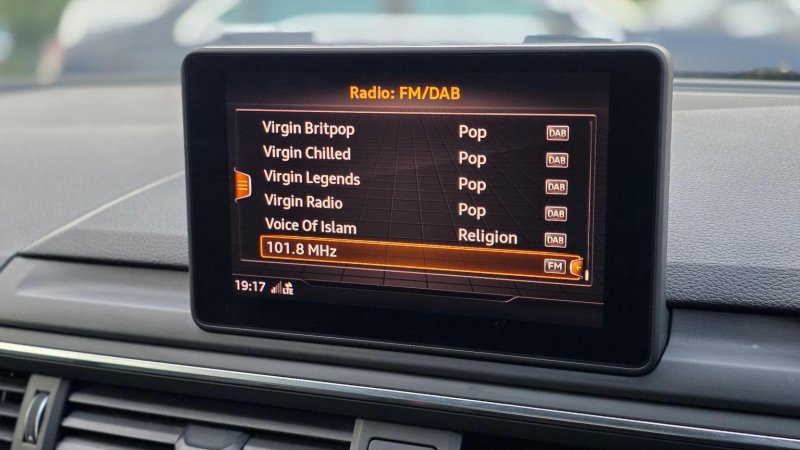 Radio: FM/DAB
Virgin Britpop Pop DAB
Virgin Chilled Pop DAB
Virgin Legends Pop DAB
Virgin Radio Pop DAB
Voice Of Islam Religion DAB
101.8 MHz FM
19:17 LTE